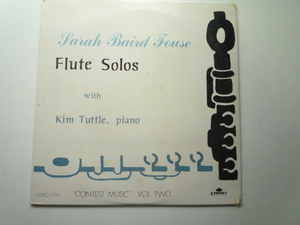 Sarah Baird Fouse
Flute Solos
with
Kim Tuttle, piano
"CONTEST MUSIC" VOL. TWO